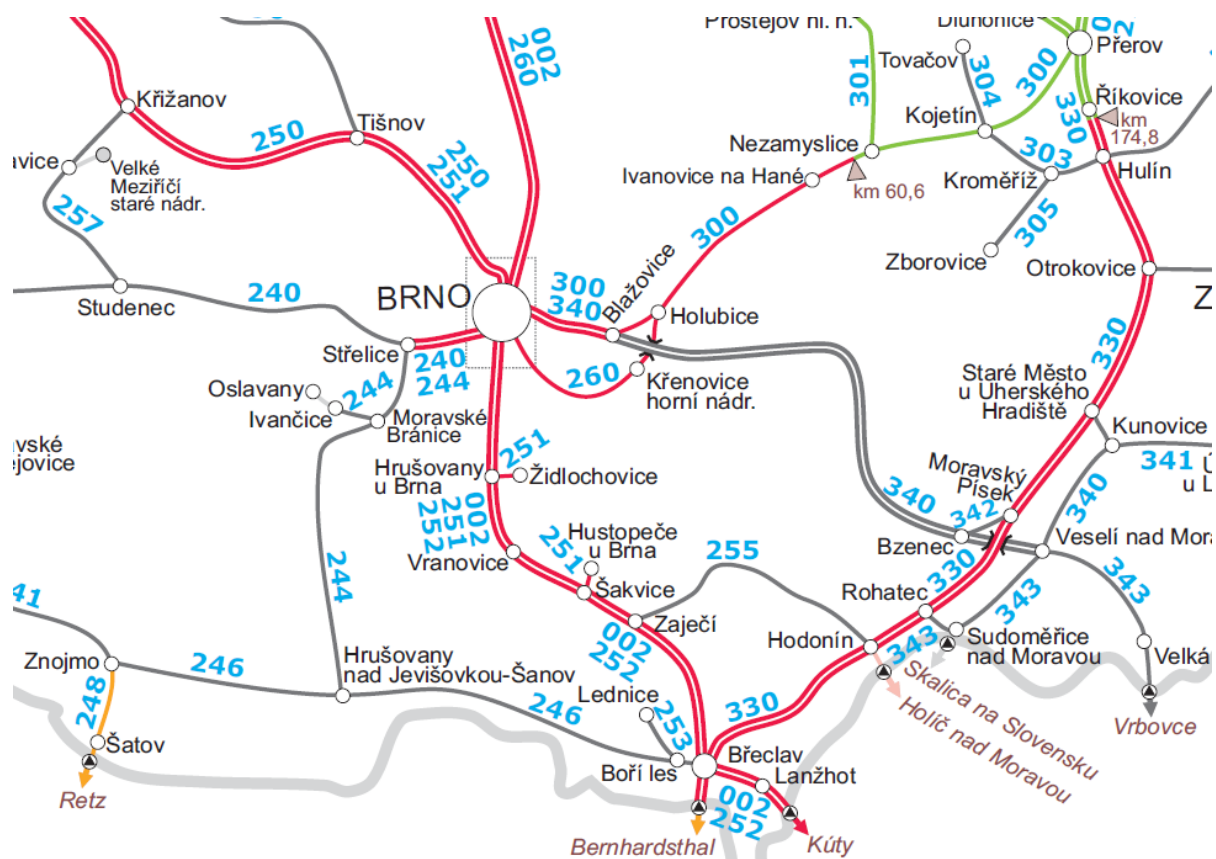 002
260
Prostějov hl. n.
Dluhonice
002
Přerov
Tovačov
304
300
301
Křižanov
250
Tišnov
250
251
Kojetín
Říkovice
330
km
174,8
Nezamyslice
303
Hulín
Velké
Meziříčí
staré nádr.
Ivanovice na Hané
km 60,6
Kroměříž
305
257
300
Zborovice
Otrokovice
Studenec
240
BRNO
300
340
Blažovice
Holubice
330
Střelice
240
244
260
Křenovice
horní nádr.
Staré Město
u Uherského
Hradiště
Oslavany
244
Ivančice
Moravské
Bránice
Kunovice
341
Hrušovany
u Brna
251
Židlochovice
Moravský
Písek
340
342
340
002
251
252
Hustopeče
u Brna
255
Bzenec
Veselí nad Mora
Vranovice
251
Šakvice
330
343
343
244
Rohatec
Zaječí
002
252
Hodonín
343
Sudoměřice
nad Moravou
Velká
Znojmo
246
Hrušovany
nad Jevišovkou-Šanov
Skalica na Slovensku
Holíč nad Moravou
Vrbovce
248
Lednice
246
253
330
Šatov
Boří les
Břeclav
Lanžhot
Retz
002
252
Bernhardsthal
Kúty